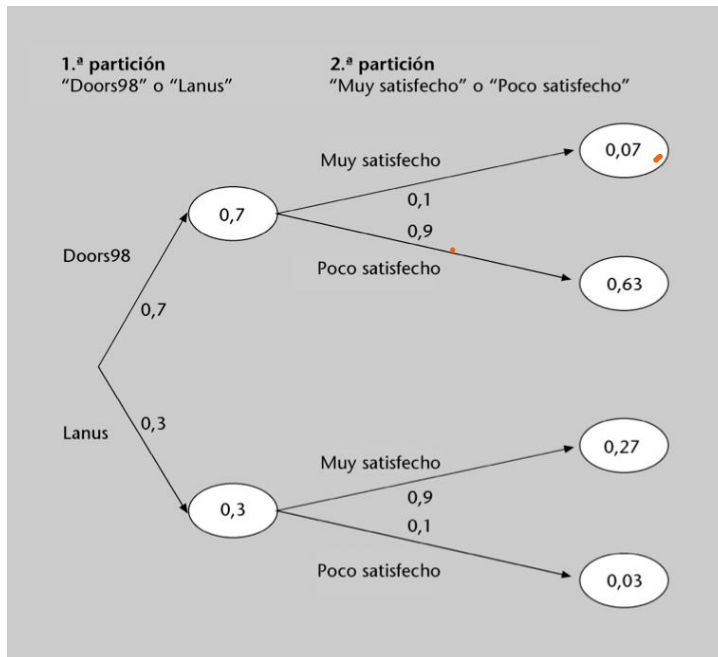 1.ª partición
“Doors98” o “Lanus”
2.ª partición
“Muy satisfecho” o “Poco satisfecho”
Muy satisfecho
0,07
0,1
0,7
0,9
Doors98
Poco satisfecho
0,63
0,7
Lanus
0,3
Muy satisfecho
0,27
0,9
0,3
0,1
Poco satisfecho
0,03